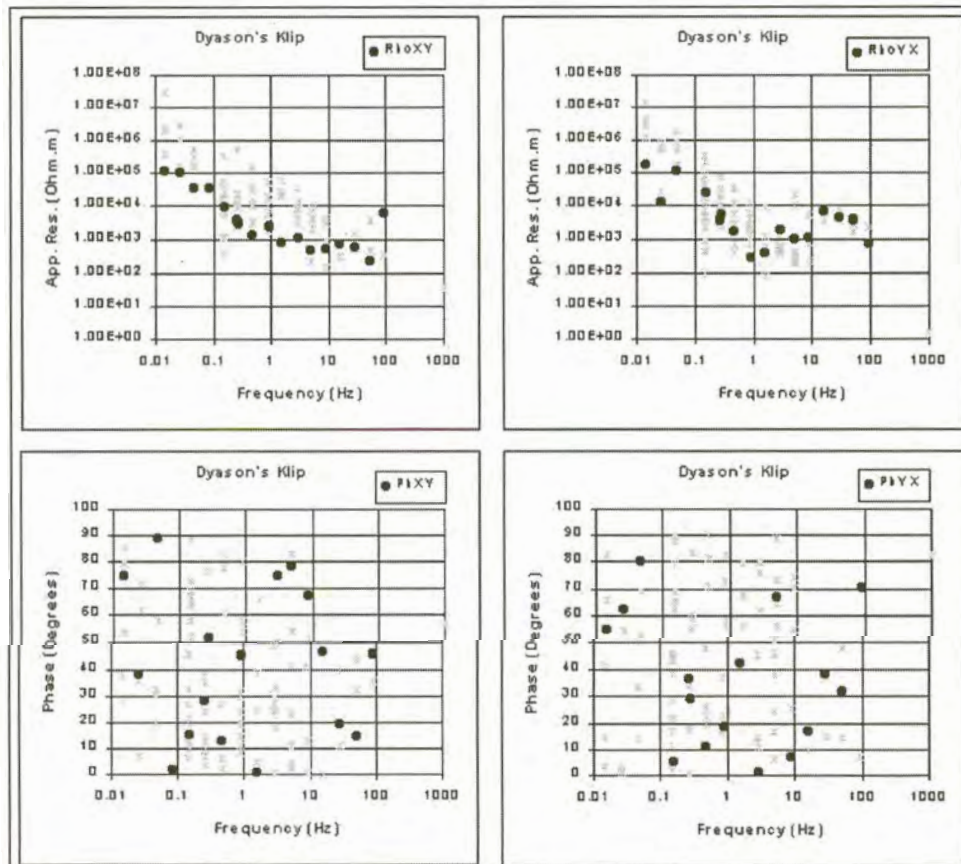 Dyason's Klip
RhoXY
1.00E+08
1.00E+07
1.00E+06
1.00E+05
1.00E+04
1.00E+03
1.00E+02
1.00E+01
1.00E+00
App. Res. (Ohm.m)
0.01 0.1 1 10 100 1000
Frequency (Hz)
Dyason's Klip
RhoYX
1.00E+08
1.00E+07
1.00E+06
1.00E+05
1.00E+04
1.00E+03
1.00E+02
1.00E+01
1.00E+00
App. Res. (Ohm.m)
0.01 0.1 1 10 100 1000
Frequency (Hz)
Dyason's Klip
PhXY
100
90
80
70
60
50
40
30
20
10
0
Phase (Degrees)
0.01 0.1 1 10 100 1000
Frequency (Hz)
Dyason's Klip
PhYX
100
90
80
70
60
50
40
30
20
10
0
Phase (Degrees)
0.01 0.1 1 10 100 1000
Frequency (Hz)